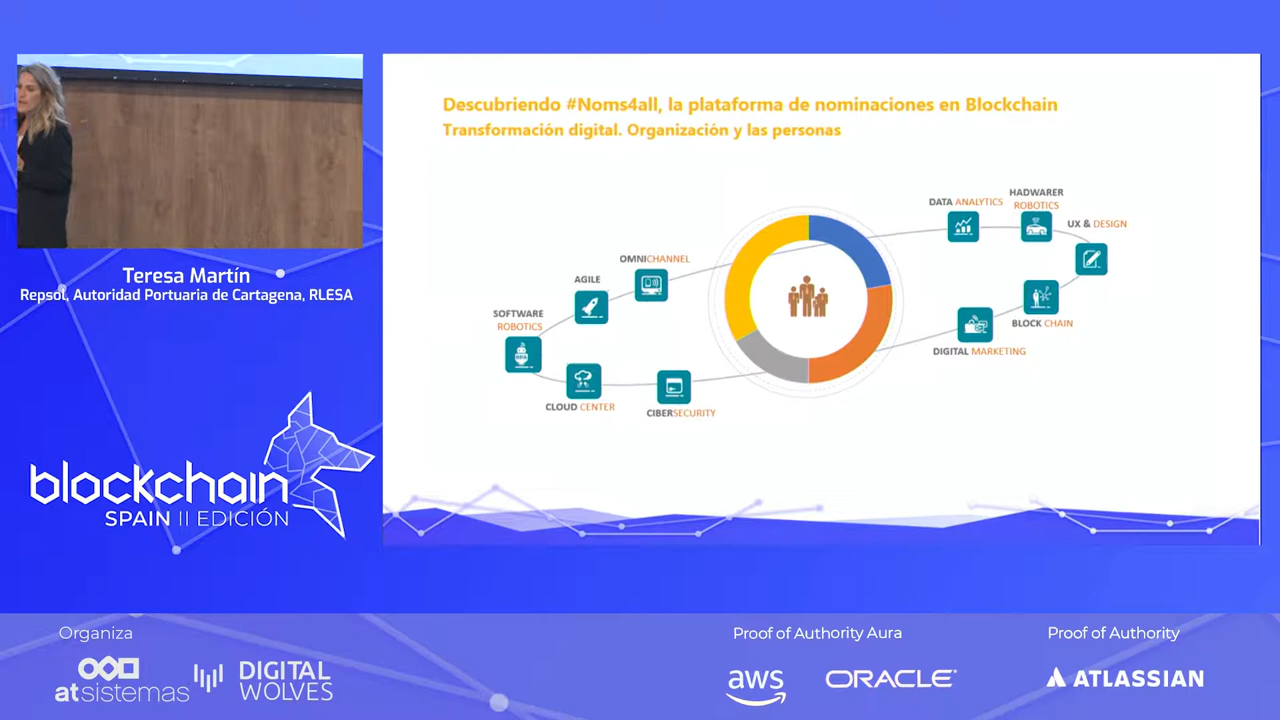 Descubriendo #Noms4all, la plataforma de nominaciones en Blockchain
Transformación digital. Organización y las personas
Teresa Martín
Repsol, Autoridad Portuaria de Cartagena, RLESA
SOFTWARE
ROBOTICS
AGILE
OMNICHANNEL
CLOUD CENTER
CIBERSECURITY
DATA ANALYTICS
HADWARER
ROBOTICS
UX & DESIGN
BLOCK CHAIN
DIGITAL MARKETING
blockchain
SPAIN II EDICIÓN
Organiza
atsistemas
DIGITAL
WOLVES
Proof of Authority Aura
aws
ORACLE
Proof of Authority
ATLASSIAN